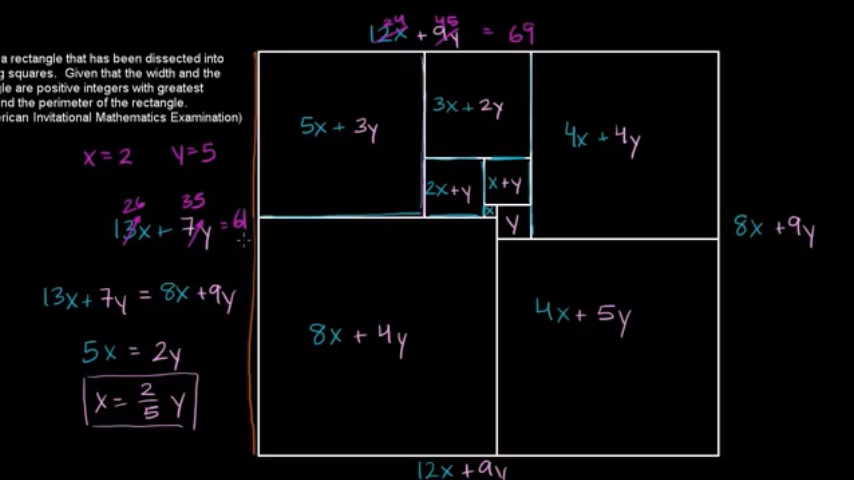 12x + 9y = 69
24 45
a rectangle that has been dissected into
g squares. Given that the width and the
gle are positive integers with greatest
nd the perimeter of the rectangle.
erican Invitational Mathematics Examination)
x = 2 y = 5
26 35
13x + 7y = 61
13x + 7y = 8x + 9y
5x = 2y
x = 2/5 y
5x + 3y
3x + 2y
4x + 4y
2x + y
x + y
x
y
8x + 9y
8x + 4y
4x + 5y
12x + 9y